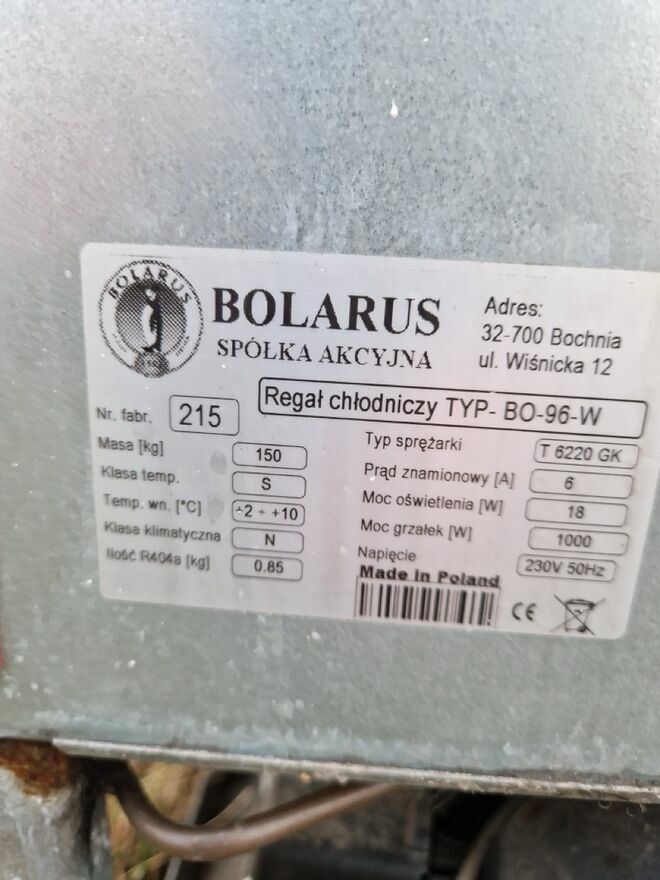 BOLARUS
BOLARUS
SPÓŁKA AKCYJNA
Adres:
32-700 Bochnia
ul. Wiśnicka 12
Regał chłodniczy TYP- BO-96-W
Nr. fabr. 215
Masa [kg] 150
Klasa temp. S
Temp. wn. [°C] +2 ÷ +10
Klasa klimatyczna N
Ilość R404a [kg] 0.85
Typ sprężarki T 6220 GK
Prąd znamionowy [A] 6
Moc oświetlenia [W] 18
Moc grzałek [W] 1000
Napięcie 230V 50Hz
Made in Poland
CE